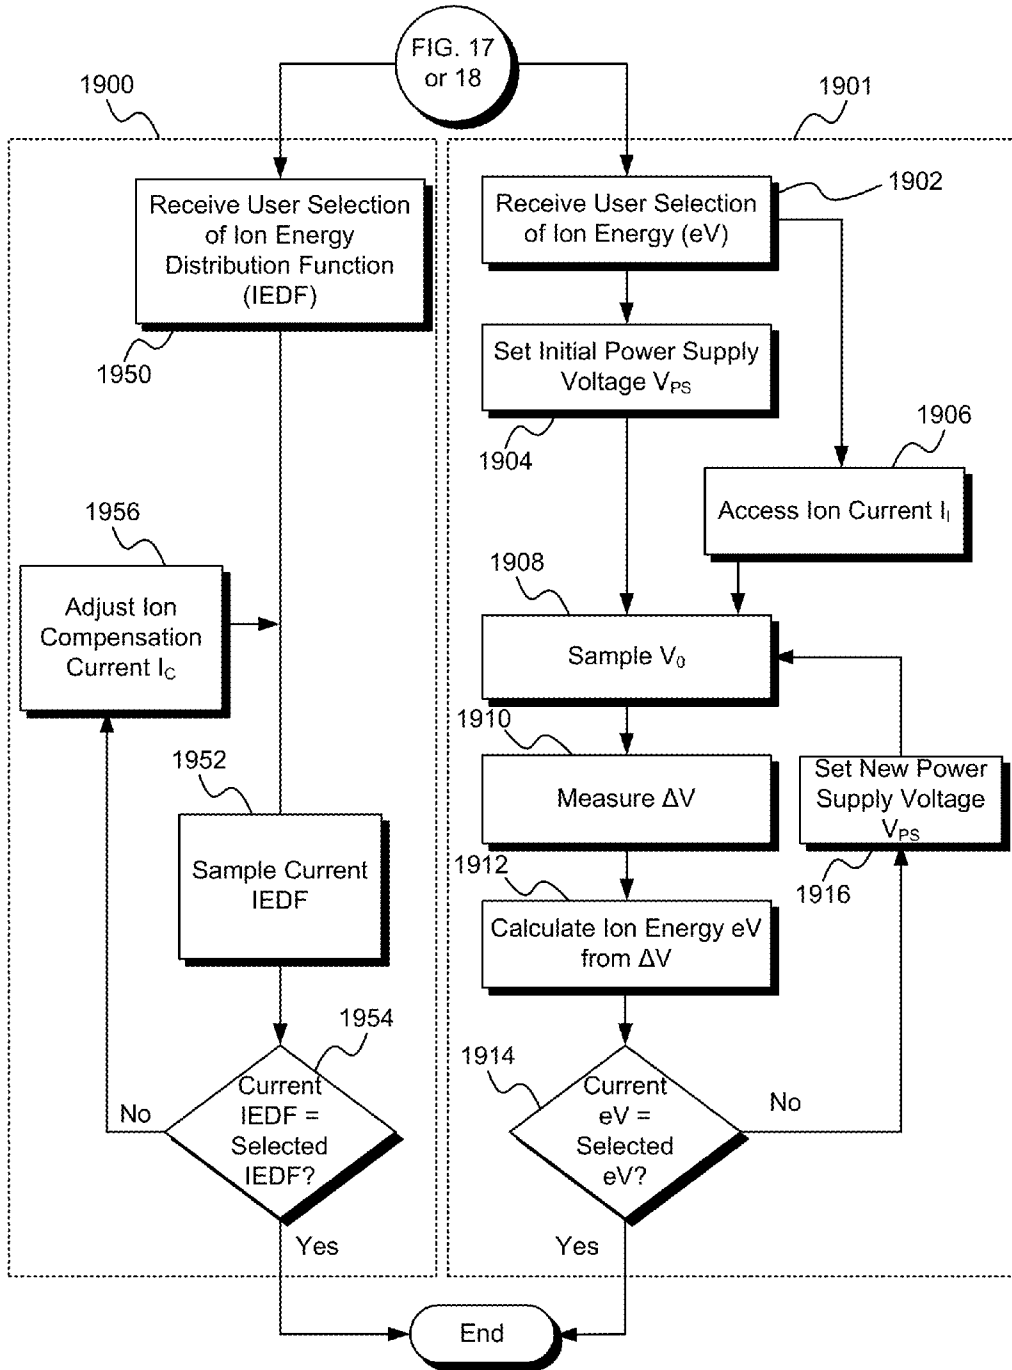 FIG. 17
or 18
1900
1901
Receive User Selection
of Ion Energy
Distribution Function
(IEDF)
1950
Receive User Selection
of Ion Energy (eV)
1902
Set Initial Power Supply
Voltage VPS
1904
1906
Access Ion Current II
1956
Adjust Ion
Compensation
Current IC
1908
Sample V0
1910
Measure ΔV
Set New Power
Supply Voltage
VPS
1916
1952
Sample Current
IEDF
1912
Calculate Ion Energy eV
from ΔV
1954
Current
IEDF =
Selected
IEDF?
No
Yes
1914
Current
eV =
Selected
eV?
No
Yes
End